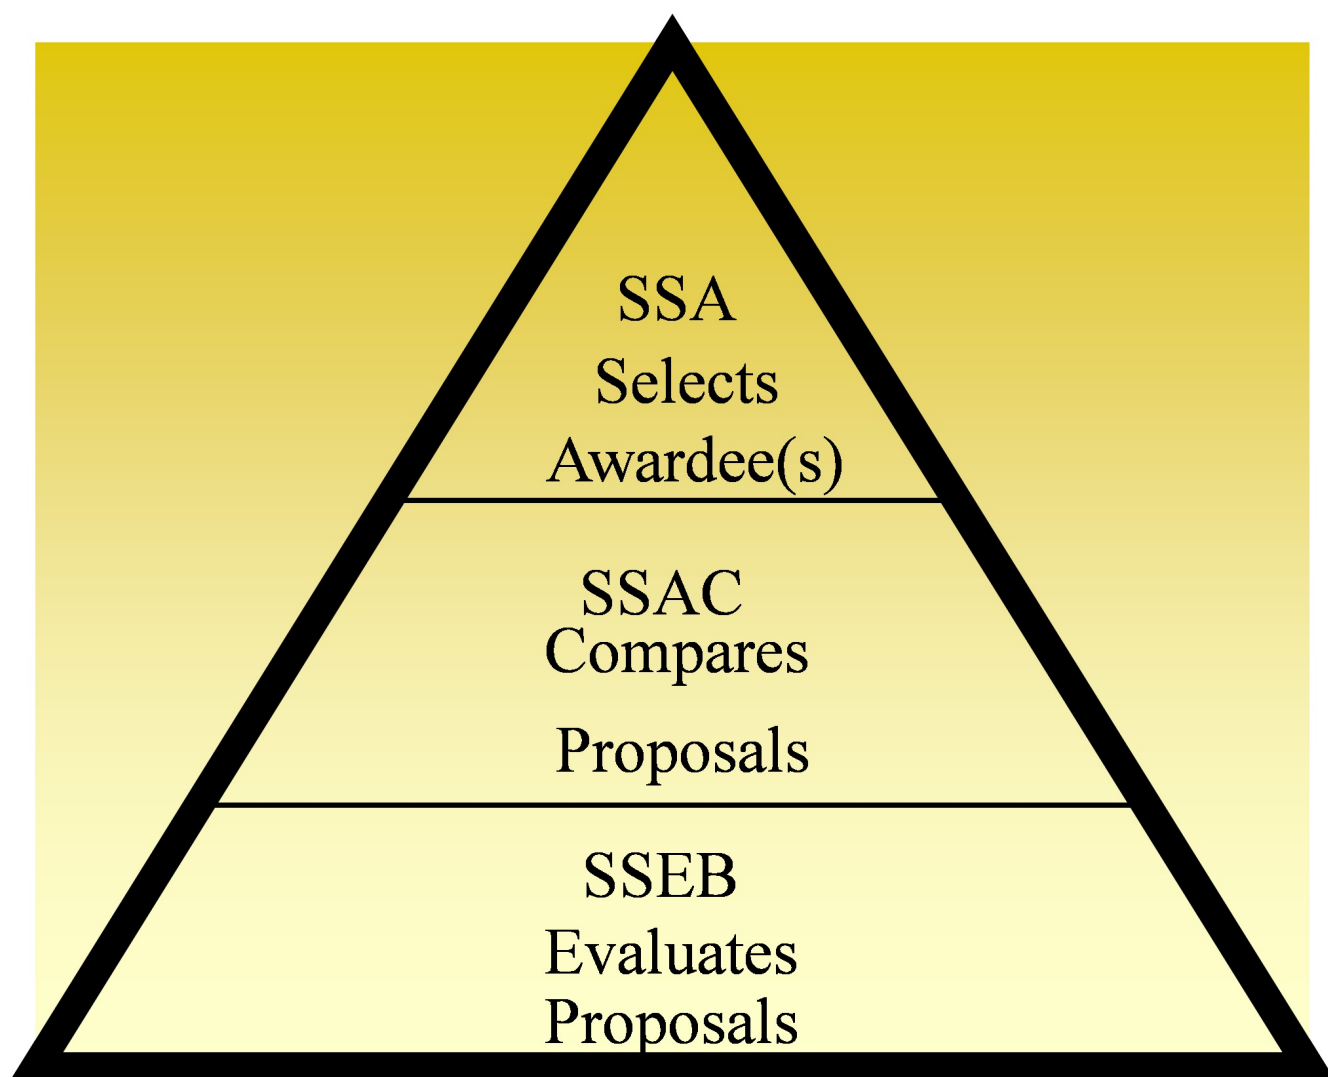 SSA
Selects
Awardee(s)
SSAC
Compares
Proposals
SSEB
Evaluates
Proposals